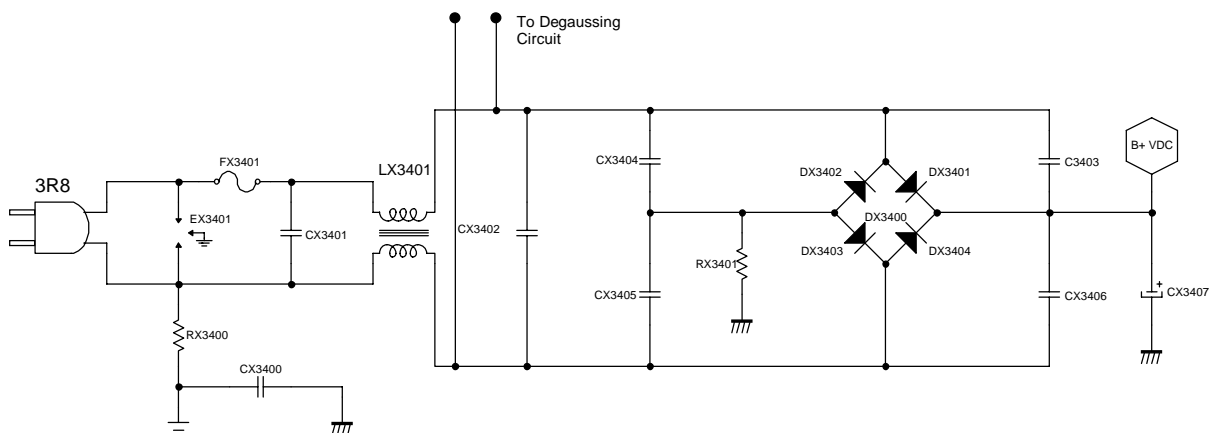 To Degaussing
Circuit
B+ VDC
FX3401
LX3401
CX3404
DX3402
DX3401
C3403
3R8
EX3401
CX3401
CX3402
DX3400
RX3401
DX3403
DX3404
CX3405
CX3406
+
CX3407
RX3400
CX3400